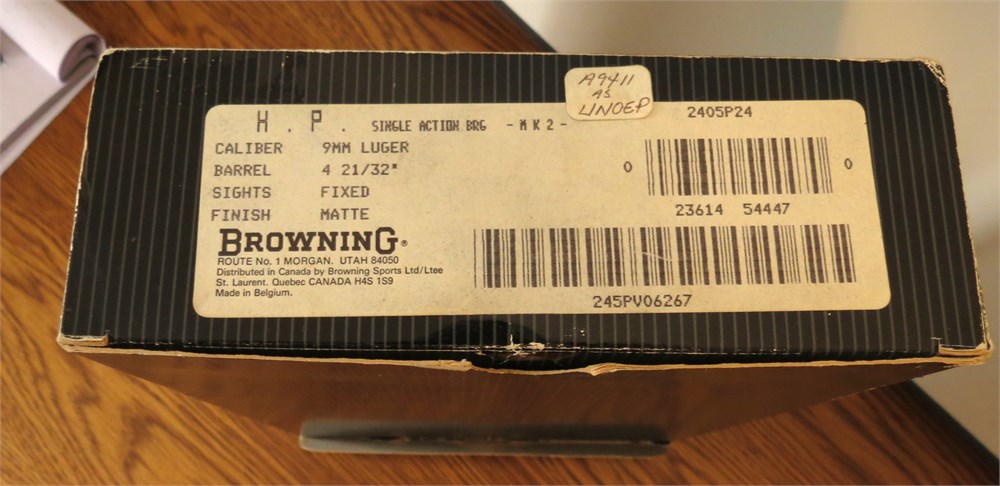 A9411
AS
UNOEP
H.P. SINGLE ACTION BRG -MK2-
2405P24
CALIBER 9MM LUGER
BARREL 4 21/32"
SIGHTS FIXED
FINISH MATTE
0 0
23614 54447
BROWNING®
ROUTE No. 1 MORGAN. UTAH 84050
Distributed in Canada by Browning Sports Ltd/Ltee
St. Laurent. Quebec CANADA H4S 1S9
Made in Belgium.
245PV06267